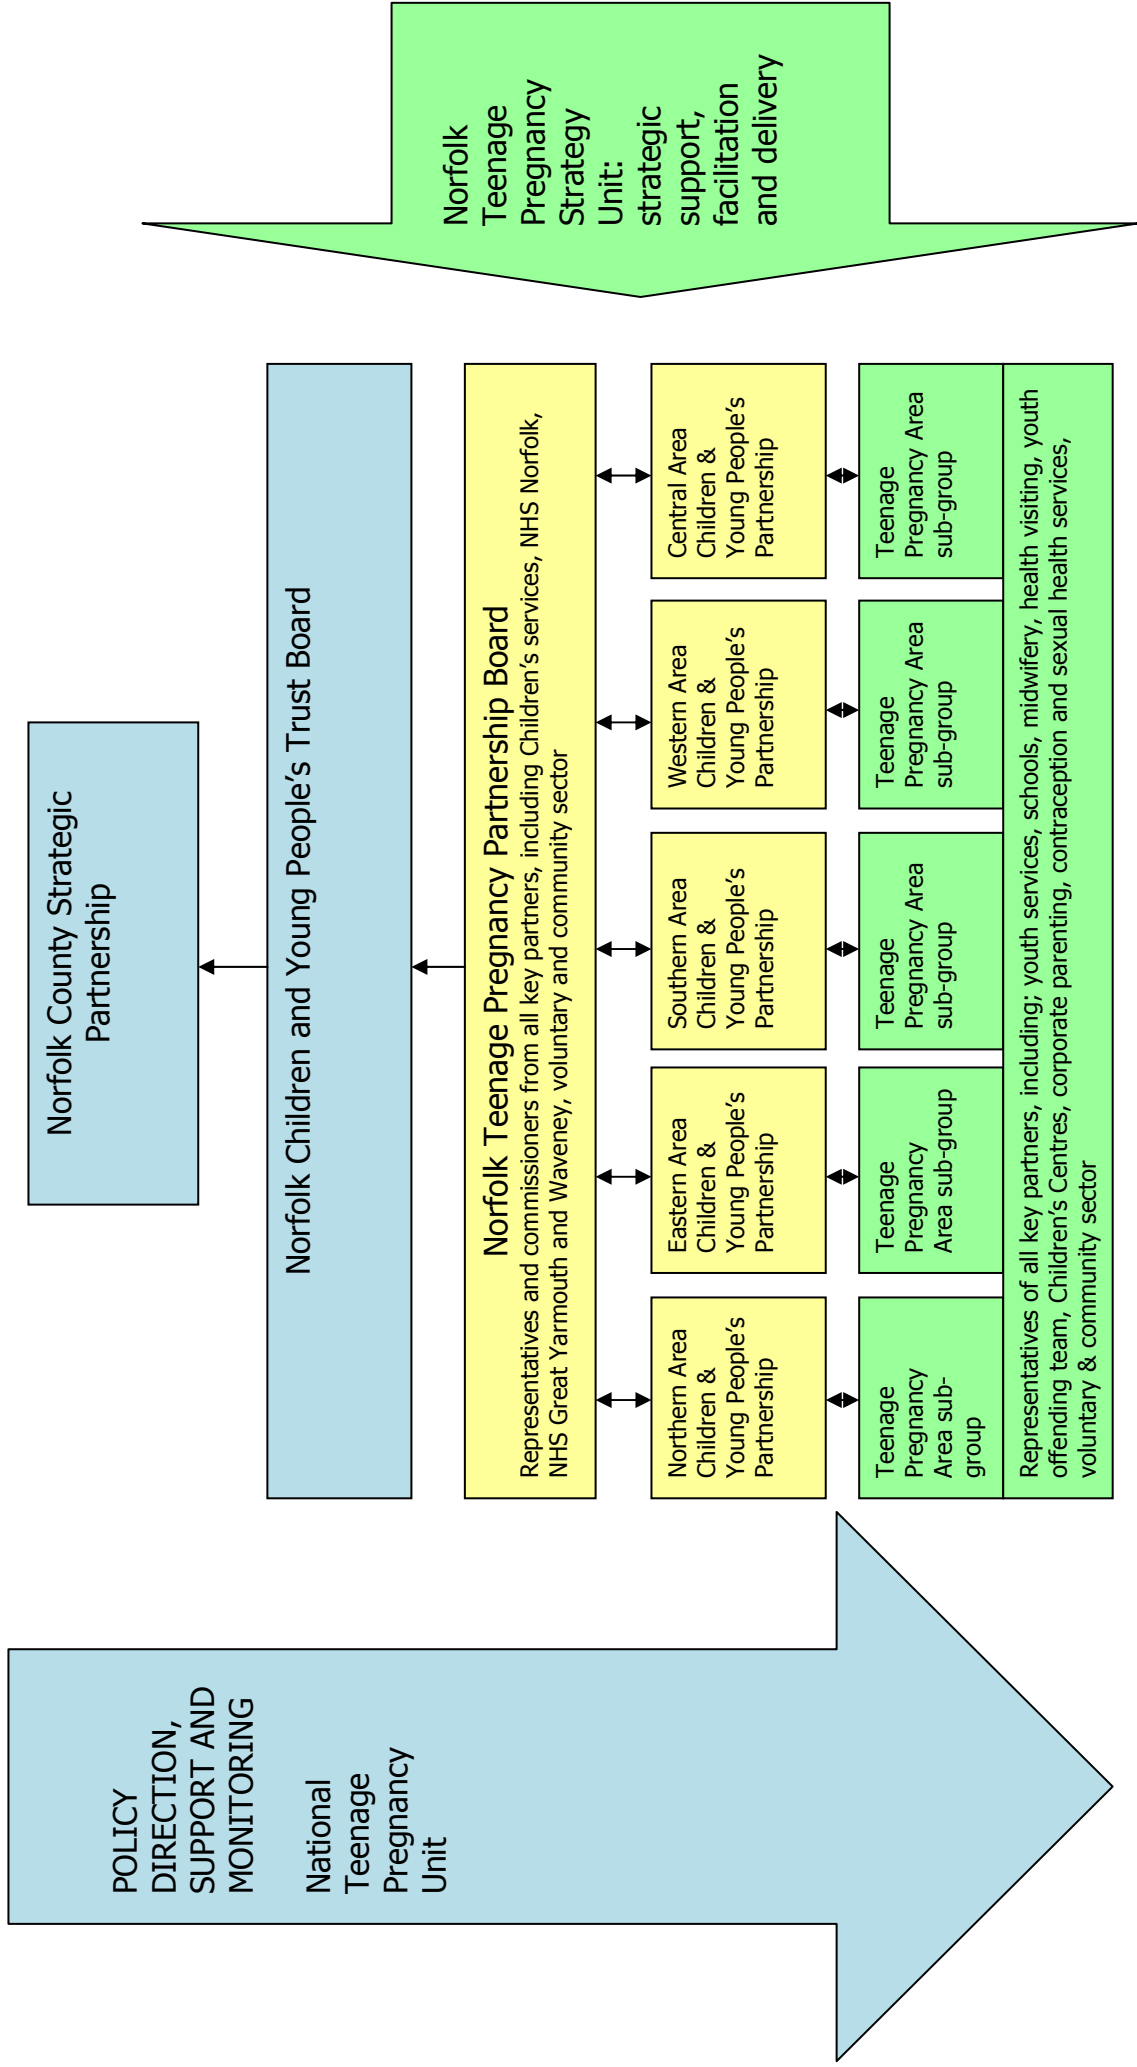 POLICY
DIRECTION,
SUPPORT AND
MONITORING
National
Teenage
Pregnancy
Unit
Norfolk County Strategic
Partnership
Norfolk Children and Young People’s Trust Board
Norfolk Teenage Pregnancy Partnership Board
Representatives and commissioners from all key partners, including Children’s services, NHS Norfolk,
NHS Great Yarmouth and Waveney, voluntary and community sector
Northern Area
Children &
Young People’s
Partnership
Eastern Area
Children &
Young People’s
Partnership
Southern Area
Children &
Young People’s
Partnership
Western Area
Children &
Young People’s
Partnership
Central Area
Children &
Young People’s
Partnership
Teenage
Pregnancy
Area sub-
group
Teenage
Pregnancy
Area sub-group
Teenage
Pregnancy Area
sub-group
Teenage
Pregnancy Area
sub-group
Teenage
Pregnancy Area
sub-group
Representatives of all key partners, including; youth services, schools, midwifery, health visiting, youth
offending team, Children’s Centres, corporate parenting, contraception and sexual health services,
voluntary & community sector
Norfolk
Teenage
Pregnancy
Strategy
Unit:
strategic
support,
facilitation
and delivery